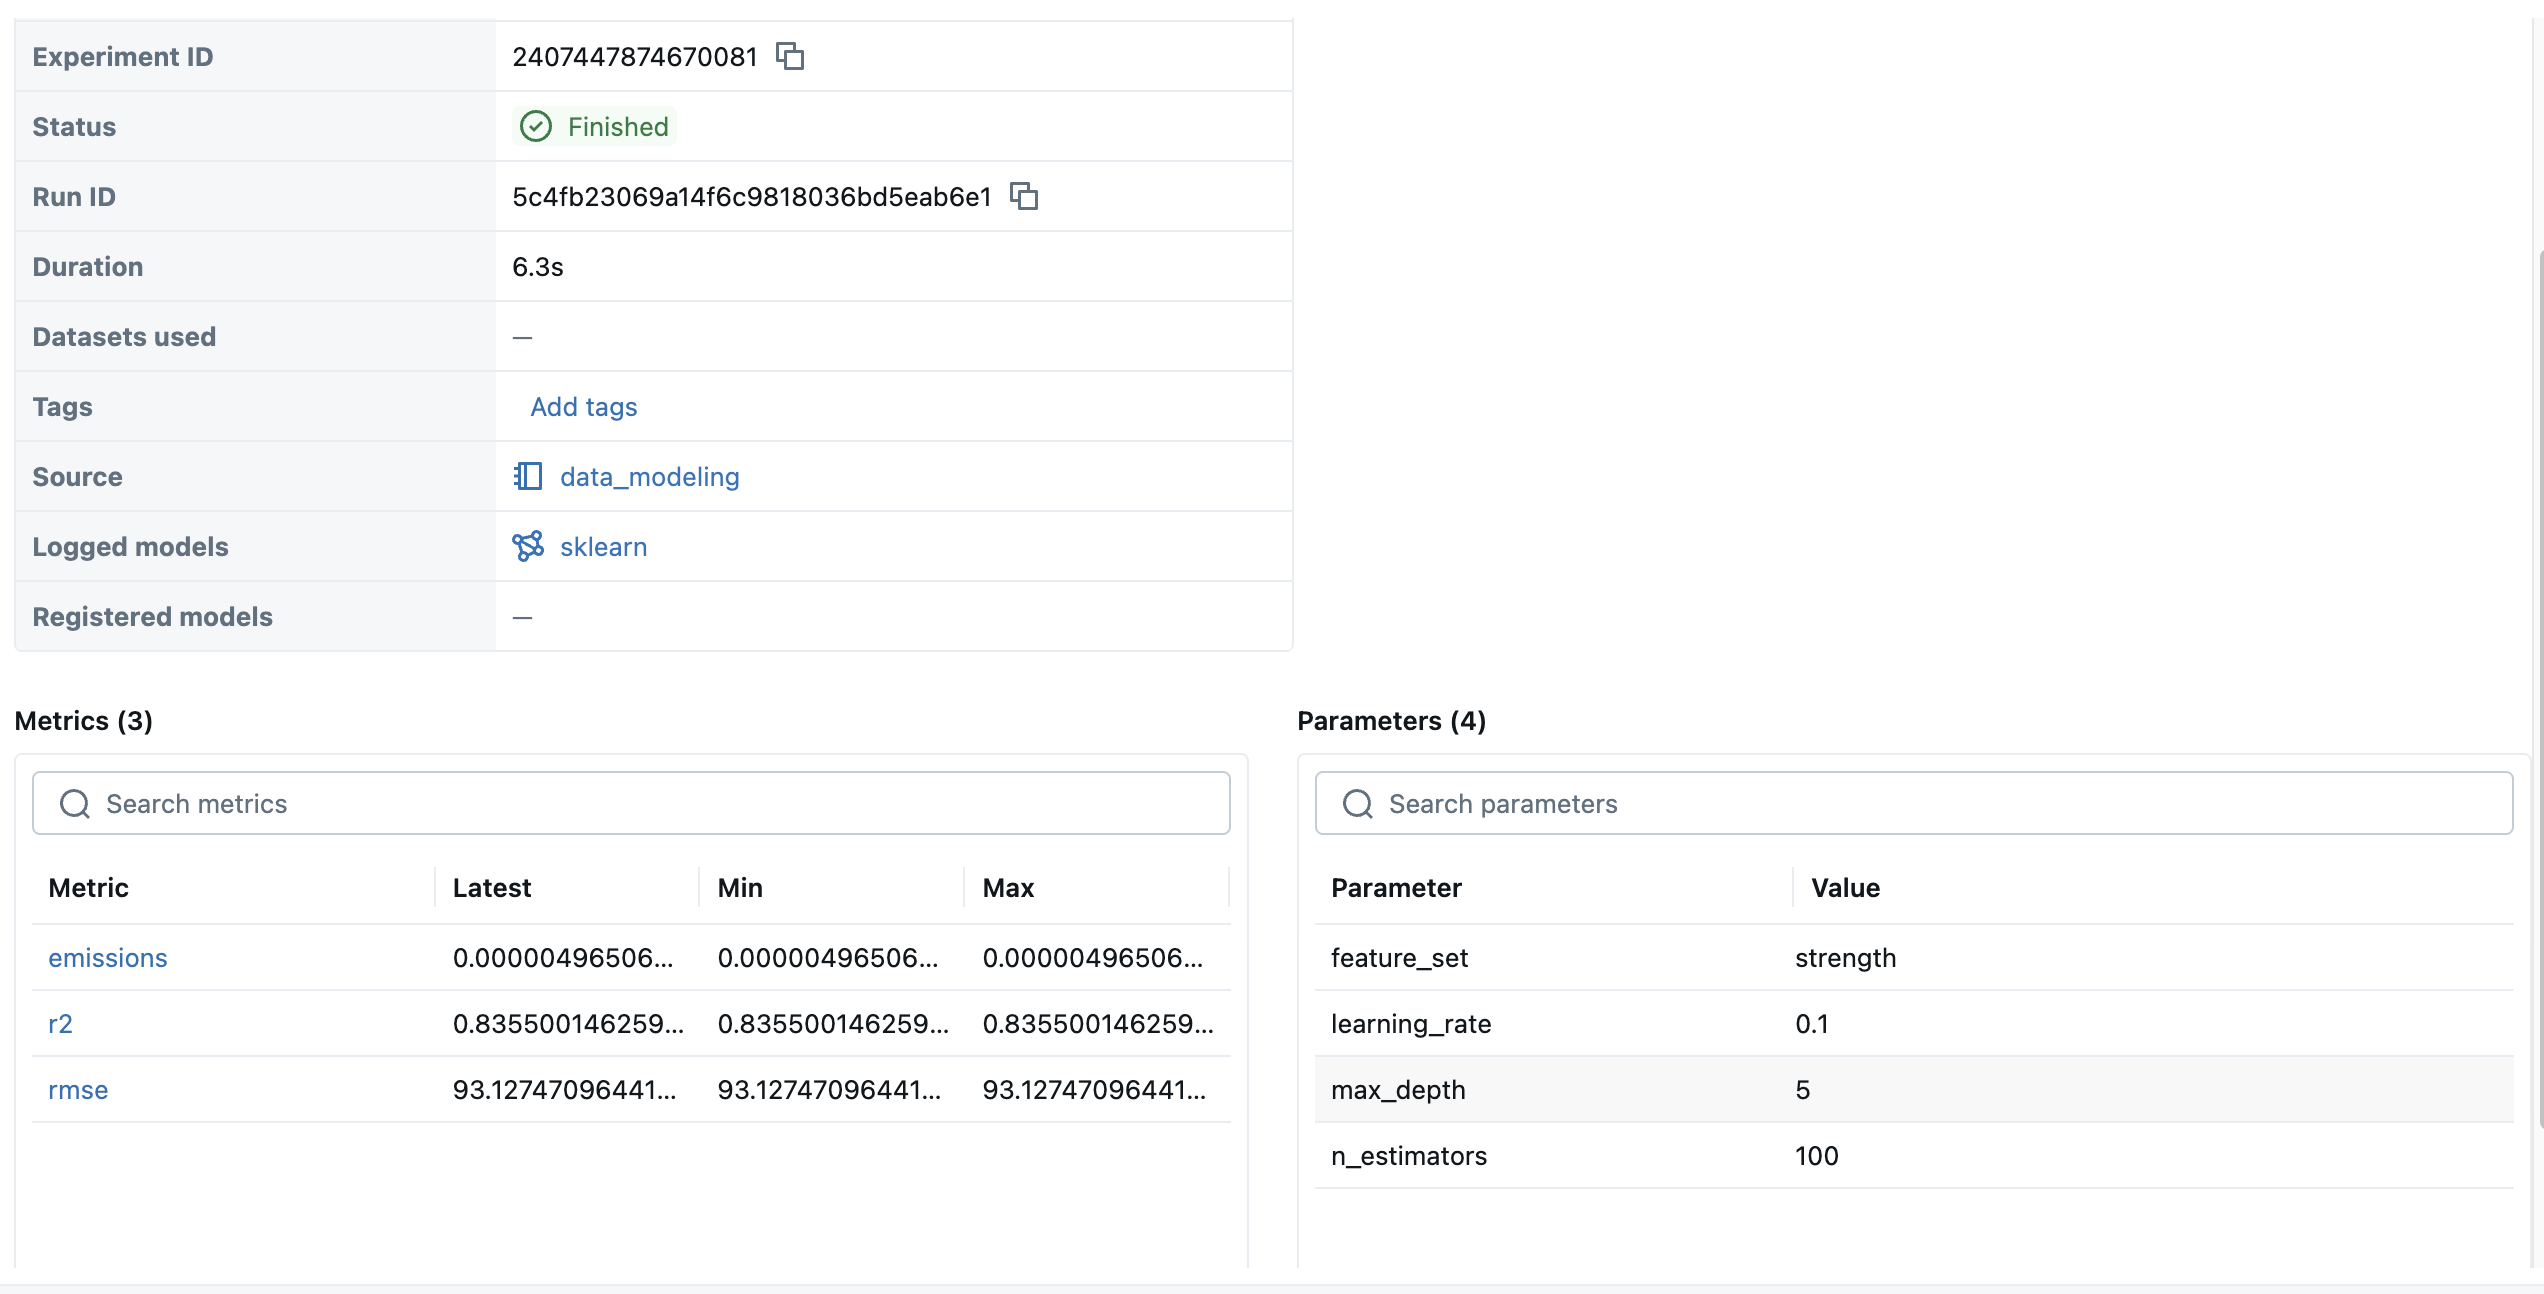 Experiment ID 2407447874670081
Status Finished
Run ID 5c4fb23069a14f6c9818036bd5eab6e1
Duration 6.3s
Datasets used —
Tags Add tags
Source data_modeling
Logged models sklearn
Registered models —
Metrics (3)
Search metrics
Metric Latest Min Max
emissions 0.00000496506... 0.00000496506... 0.00000496506...
r2 0.835500146259... 0.835500146259... 0.835500146259...
rmse 93.12747096441... 93.12747096441... 93.12747096441...
Parameters (4)
Search parameters
Parameter Value
feature_set strength
learning_rate 0.1
max_depth 5
n_estimators 100